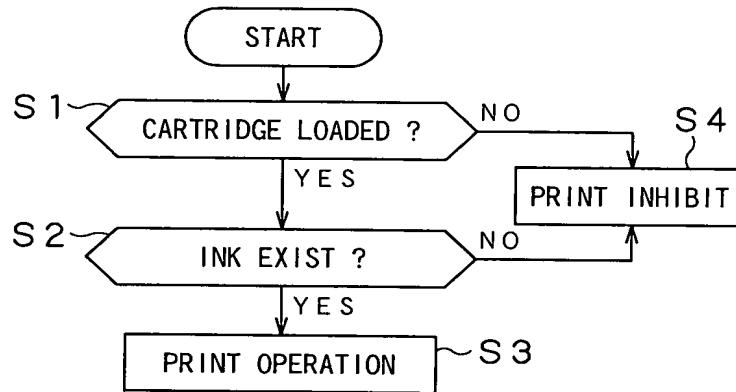 START
S1
CARTRIDGE LOADED ?
NO
S4
YES
PRINT INHIBIT
S2
INK EXIST ?
NO
YES
PRINT OPERATION
S3